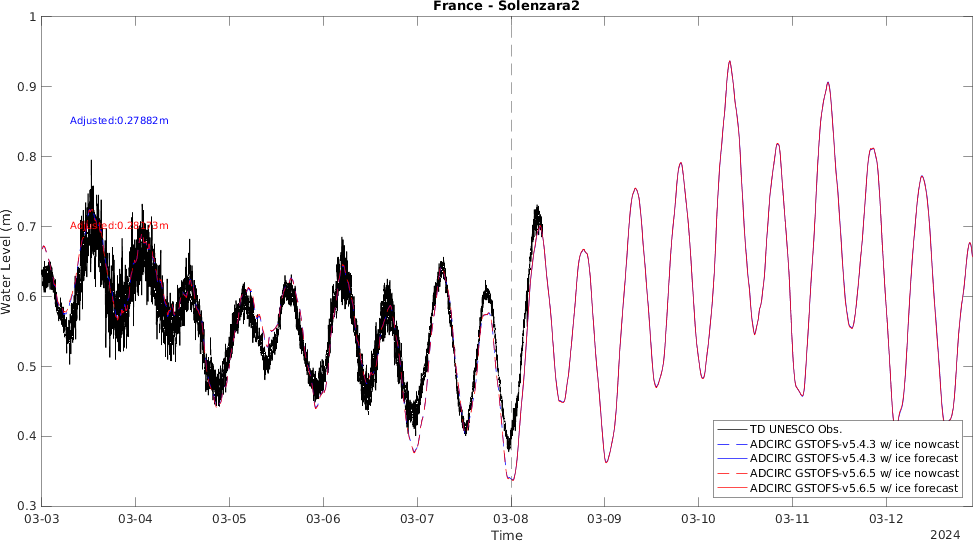 France - Solenzara2
1
0.9
0.8
0.7
0.6
0.5
0.4
0.3
Water Level (m)
Adjusted:0.27882m
03-03
03-04
03-05
03-06
03-07
03-08
03-09
03-10
03-11
03-12
Time
2024
TD UNESCO Obs.
ADCIRC GSTOFS-v5.4.3 w/ ice nowcast
ADCIRC GSTOFS-v5.4.3 w/ ice forecast
ADCIRC GSTOFS-v5.6.5 w/ ice nowcast
ADCIRC GSTOFS-v5.6.5 w/ ice forecast